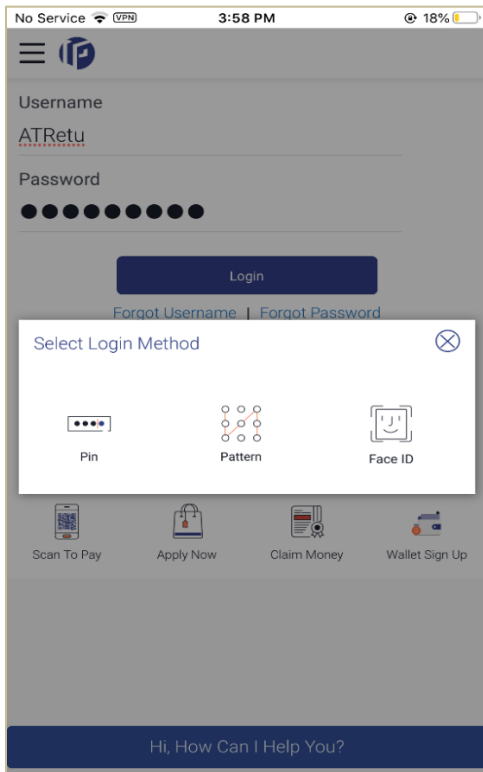 No Service VPN 3:58 PM 18%
Username
ATRetu
Password
Login
Forgot Username | Forgot Password
Select Login Method
Pin Pattern Face ID
Scan To Pay Apply Now Claim Money Wallet Sign Up
Hi, How Can I Help You?